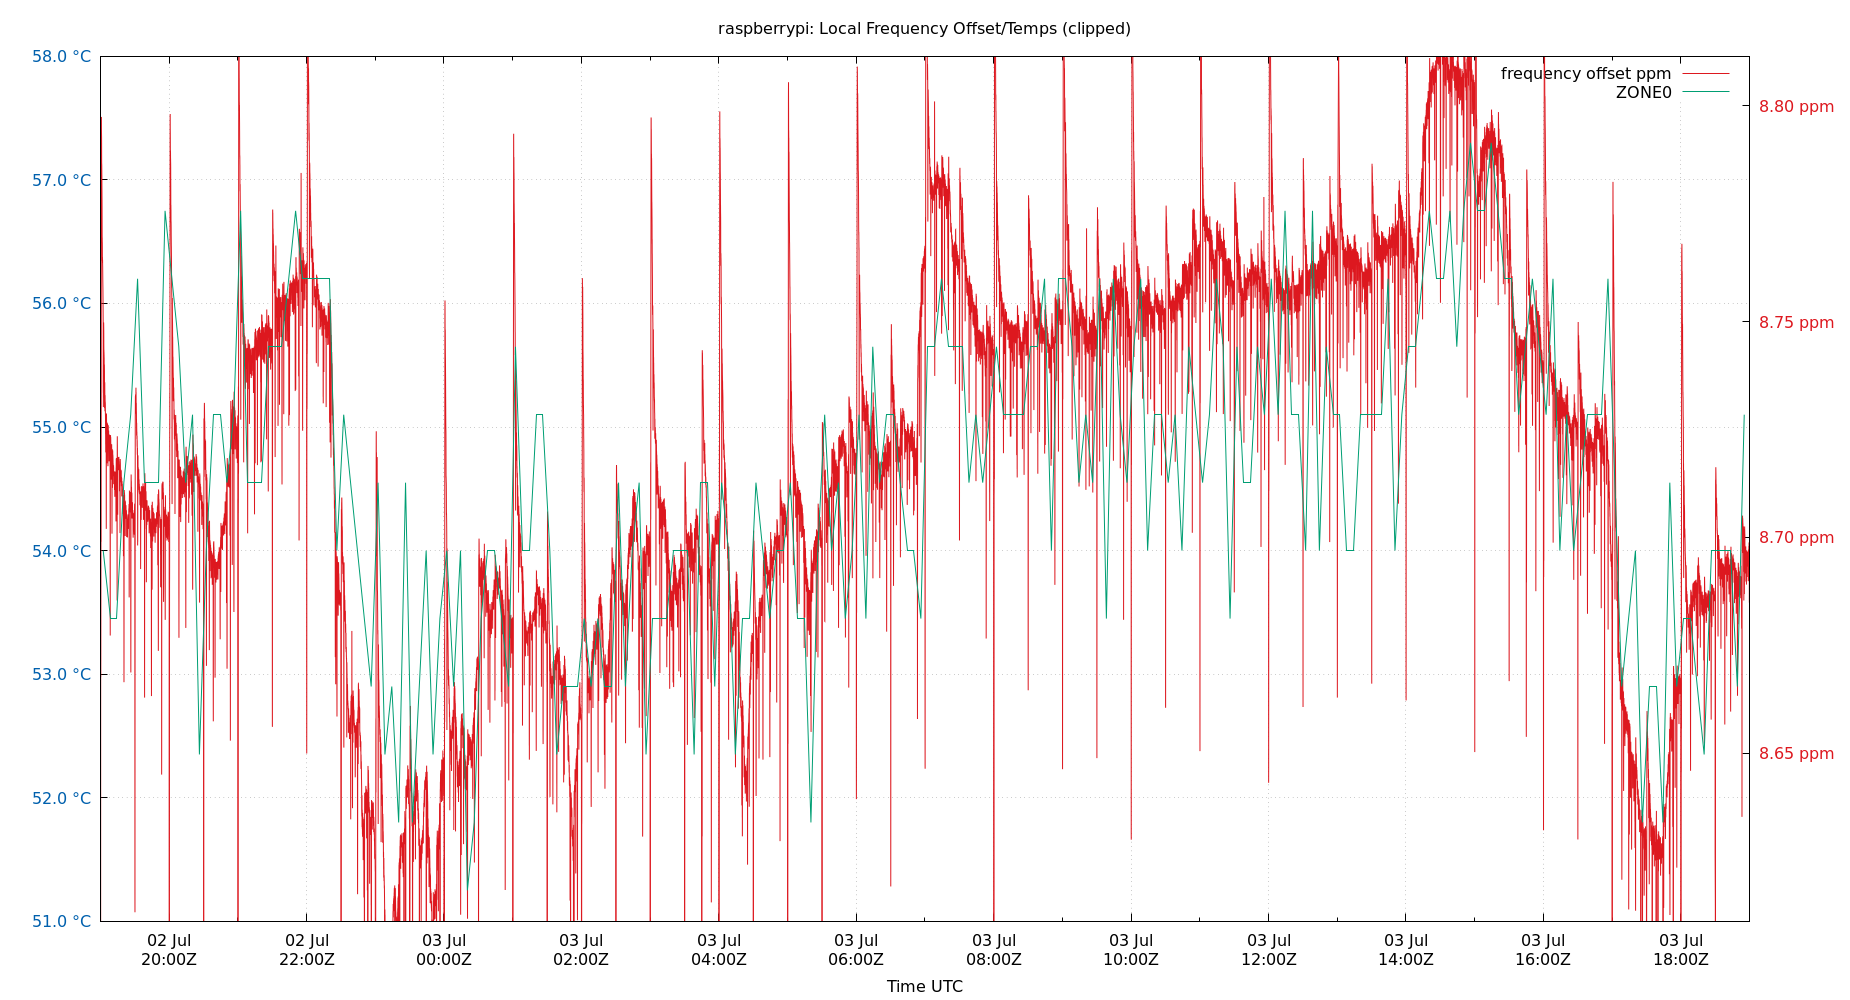 raspberrypi: Local Frequency Offset/Temps (clipped)
58.0 °C
57.0 °C
56.0 °C
55.0 °C
54.0 °C
53.0 °C
52.0 °C
51.0 °C
frequency offset ppm
ZONE0
8.80 ppm
8.75 ppm
8.70 ppm
8.65 ppm
02 Jul
20:00Z
02 Jul
22:00Z
03 Jul
00:00Z
03 Jul
02:00Z
03 Jul
04:00Z
03 Jul
06:00Z
03 Jul
08:00Z
03 Jul
10:00Z
03 Jul
12:00Z
03 Jul
14:00Z
03 Jul
16:00Z
03 Jul
18:00Z
Time UTC